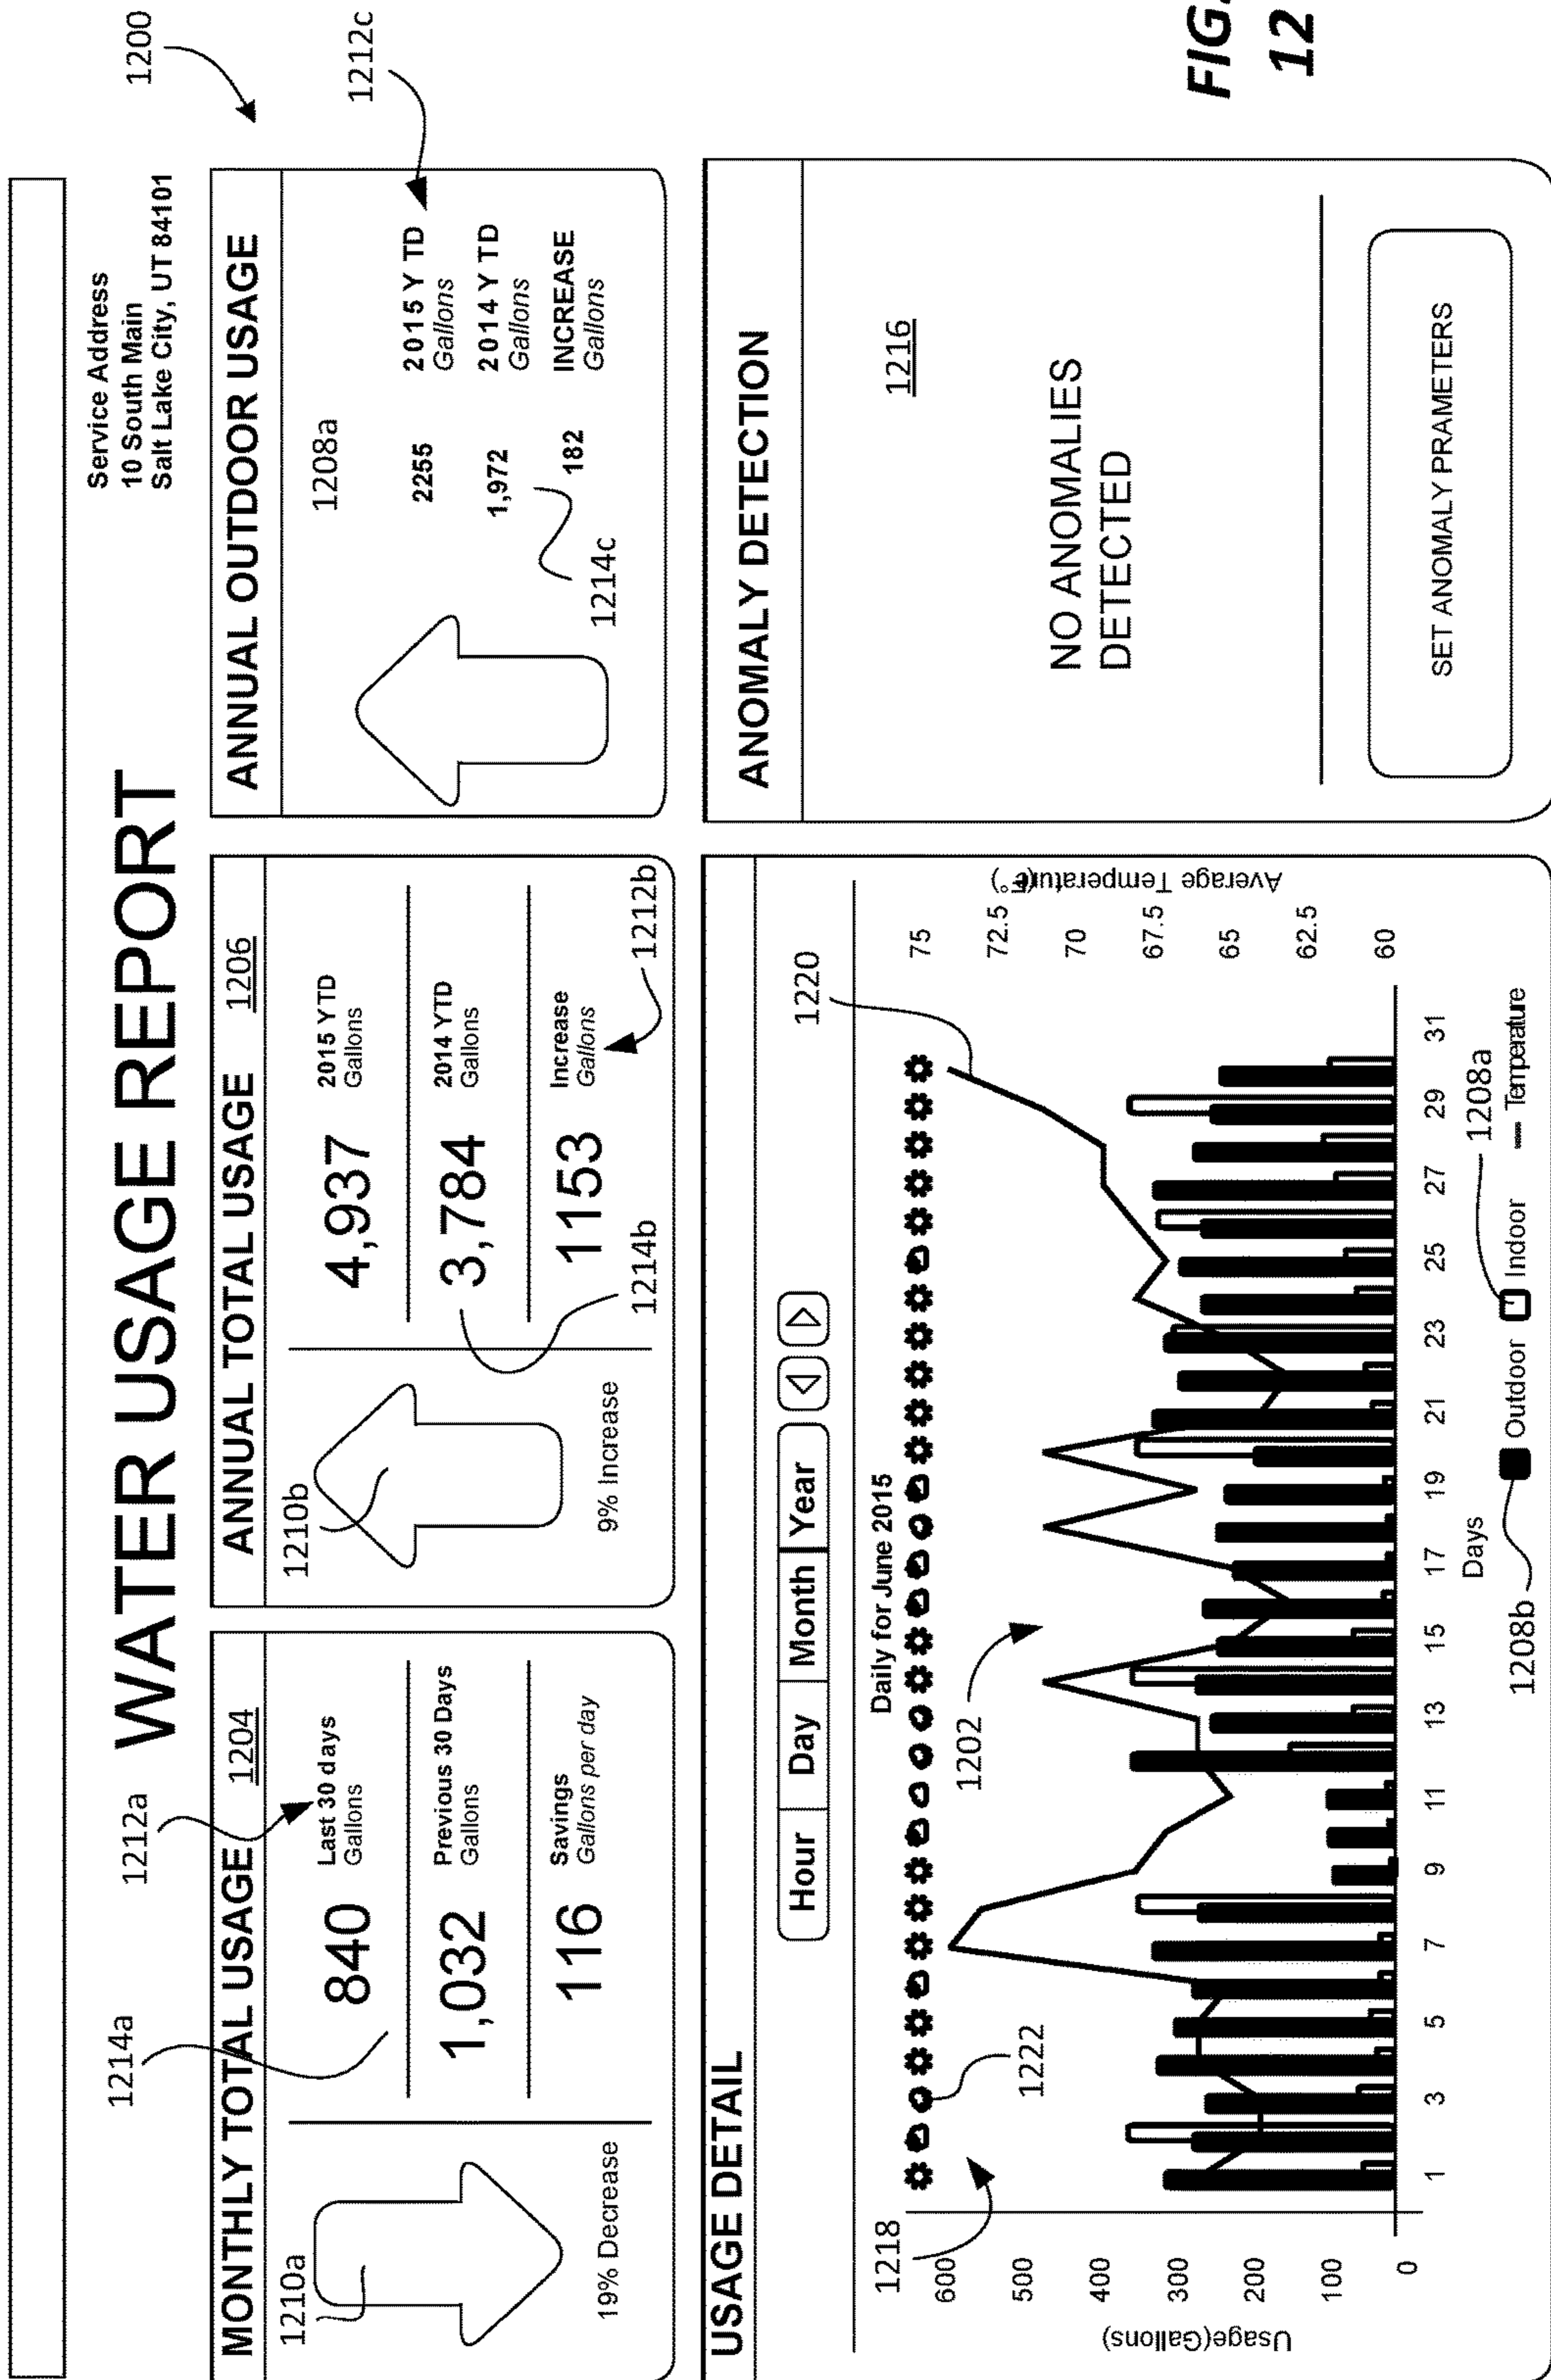 1200
WATER USAGE REPORT
Service Address
10 South Main
Salt Lake City, UT 84101
1214a
1212a
MONTHLY TOTAL USAGE 1204
1210a
840 Last 30 days
Gallons
1,032 Previous 30 Days
Gallons
116 Savings
Gallons per day
19% Decrease
ANNUAL TOTAL USAGE 1206
1210b
4,937 2015 YTD
Gallons
3,784 2014 YTD
Gallons
1153 Increase
Gallons
9% Increase
1214b
1212b
ANNUAL OUTDOOR USAGE
1208a
1212c
2255 2015 Y TD
Gallons
1,972 2014 Y TD
Gallons
182 INCREASE
Gallons
1214c
USAGE DETAIL
Hour Day Month Year
1220
Daily for June 2015
1218
1222
1202
600
500
400
300
200
100
0
Usage(Gallons)
75
72.5
70
67.5
65
62.5
60
Average Temperature
1 3 5 7 9 11 13 15 17 19 21 23 25 27 29 31
Days
1208b
1208a
Outdoor Indoor Temperature
ANOMALY DETECTION
1216
NO ANOMALIES
DETECTED
SET ANOMALY PRAMETERS
FIG.
12